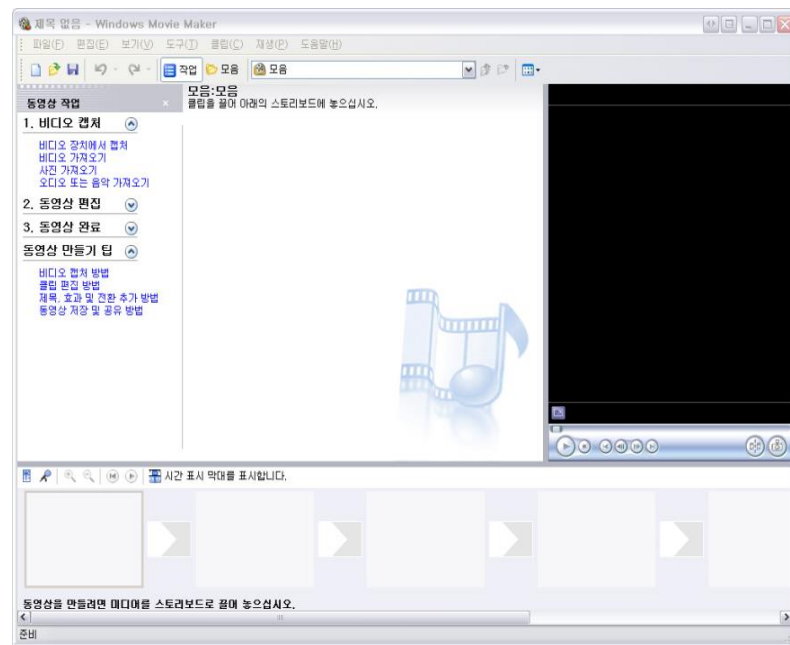 제목 없음 - Windows Movie Maker
파일(F) 편집(E) 보기(V) 도구(T) 클립(C) 재생(P) 도움말(H)
작업 모음 모음
동영상 작업
모음:모음
클립을 끌어 아래의 스토리보드에 놓으십시오.
1. 비디오 캡처
비디오 장치에서 캡처
비디오 가져오기
사진 가져오기
오디오 또는 음악 가져오기
2. 동영상 편집
3. 동영상 완료
동영상 만들기 팁
비디오 캡처 방법
클립 편집 방법
제목, 효과 및 전환 추가 방법
동영상 저장 및 공유 방법
시간 표시 막대를 표시합니다.
동영상을 만들려면 미디어를 스토리보드로 끌어 놓으십시오.
준비